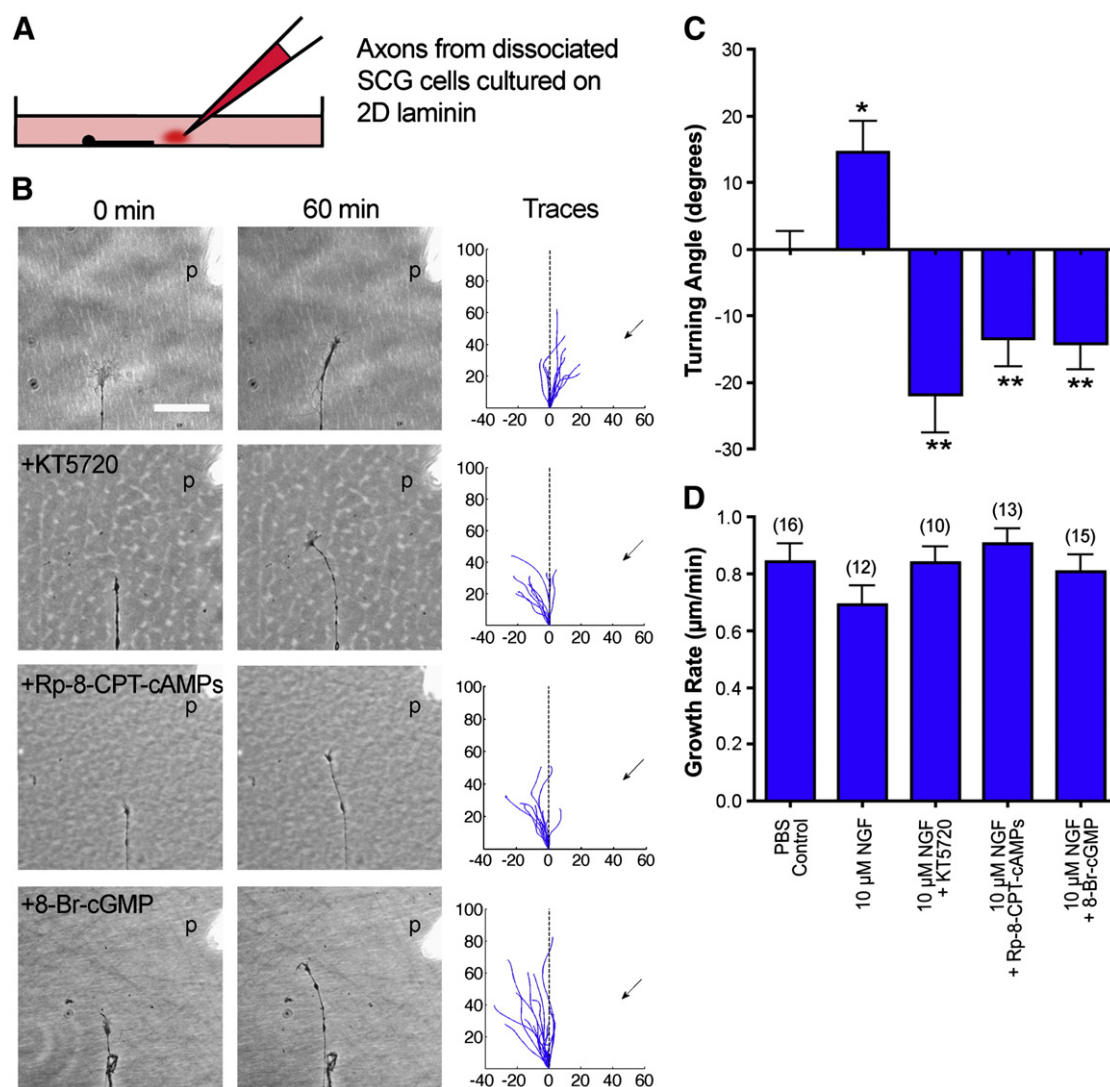 A
Axons from dissociated
SCG cells cultured on
2D laminin
B
0 min
60 min
Traces
p
p
100
80
60
40
20
-40
-20
0
20
40
60
+KT5720
p
p
100
80
60
40
20
-40
-20
0
20
40
60
+Rp-8-CPT-cAMPs
p
p
100
80
60
40
20
-40
-20
0
20
40
60
+8-Br-cGMP
p
p
100
80
60
40
20
-40
-20
0
20
40
60
C
Turning Angle (degrees)
30
20
10
0
-10
-20
-30
*
**
**
**
D
Growth Rate (µm/min)
1.0
0.8
0.6
0.4
0.2
0.0
(16)
(12)
(10)
(13)
(15)
PBS
Control
10 µM NGF
10 µM NGF
+ KT5720
10 µM NGF
+ Rp-8-CPT-cAMPs
10 µM NGF
+ 8-Br-cGMP